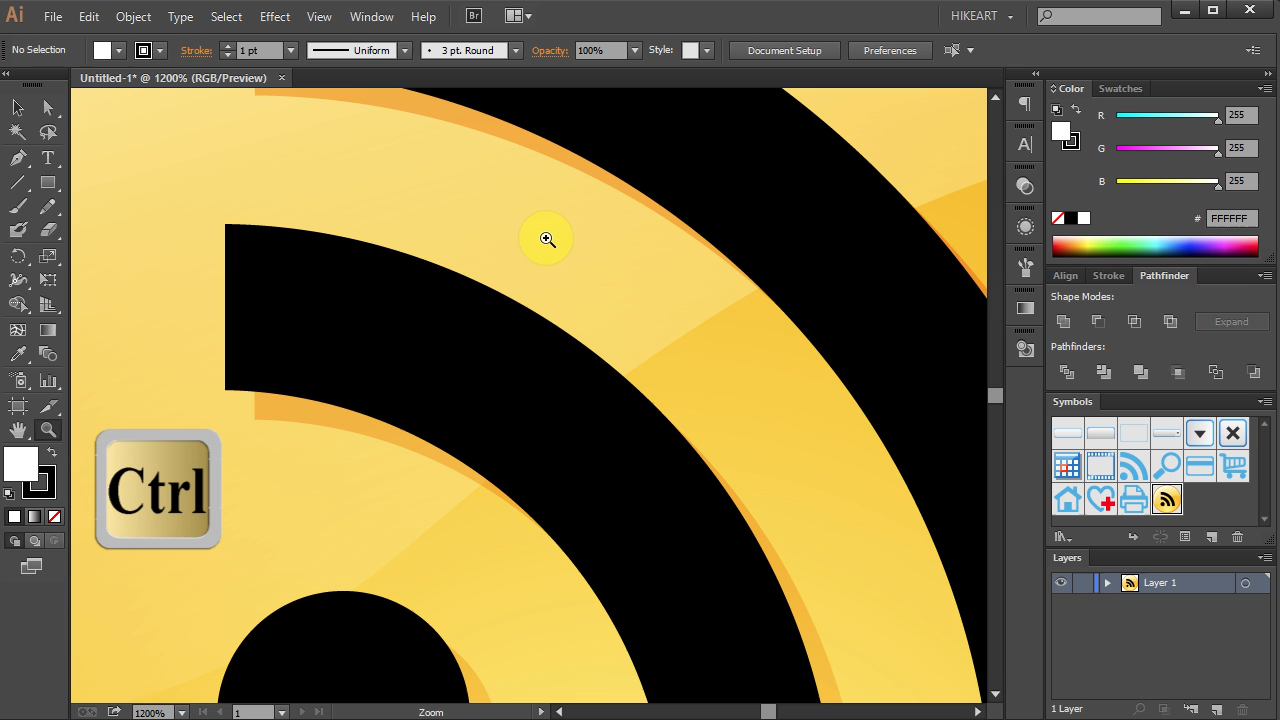 Ai File Edit Object Type Select Effect View Window Help Br HIKEART
No Selection Stroke: 1 pt Uniform 3 pt. Round Opacity: 100% Style: Document Setup Preferences
Untitled-1* @ 1200% (RGB/Preview)
Color Swatches
R 255
G 255
B 255
# FFFFFF
Align Stroke Pathfinder
Shape Modes:
Expand
Pathfinders:
Symbols
Ctrl
Layers
Layer 1
1 Layer
1200% 1 Zoom